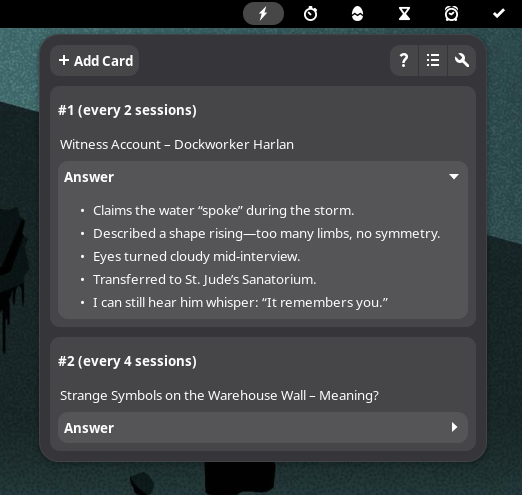 + Add Card
?
#1 (every 2 sessions)
Witness Account – Dockworker Harlan
Answer
• Claims the water “spoke” during the storm.
• Described a shape rising—too many limbs, no symmetry.
• Eyes turned cloudy mid-interview.
• Transferred to St. Jude’s Sanatorium.
• I can still hear him whisper: “It remembers you.”
#2 (every 4 sessions)
Strange Symbols on the Warehouse Wall – Meaning?
Answer